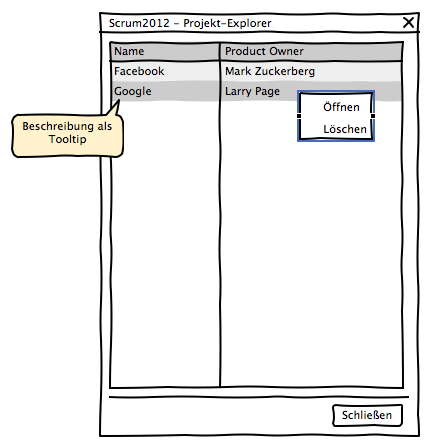 Scrum2012 - Projekt-Explorer
Name Product Owner
Facebook Mark Zuckerberg
Google Larry Page
Öffnen
Löschen
Beschreibung als
Tooltip
Schließen